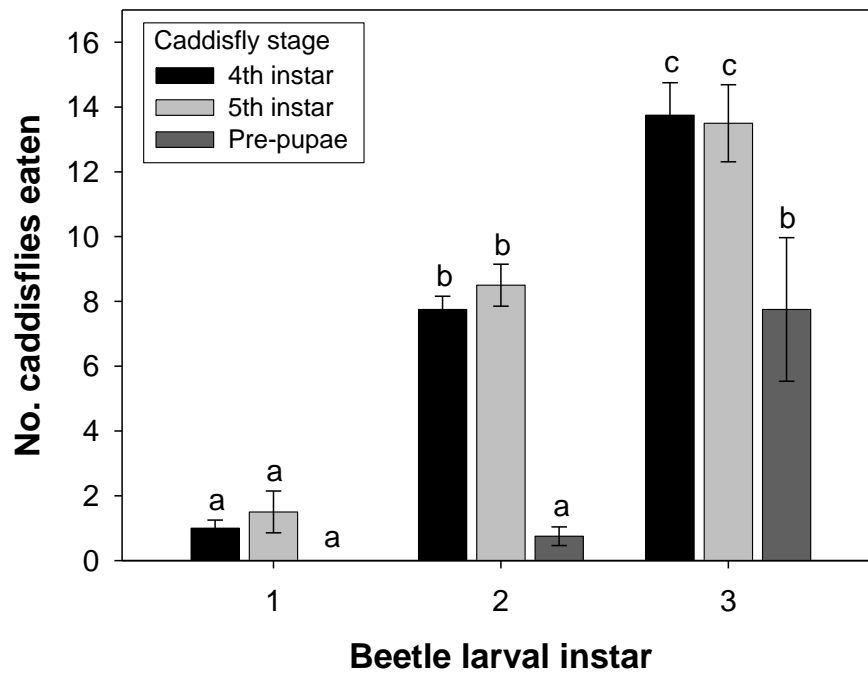 16
14
12
10
8
6
4
2
0
No. caddisflies eaten
Caddisfly stage
4th instar
5th instar
Pre-pupae
a
a
a
b
b
a
c
c
b
1 2 3
Beetle larval instar